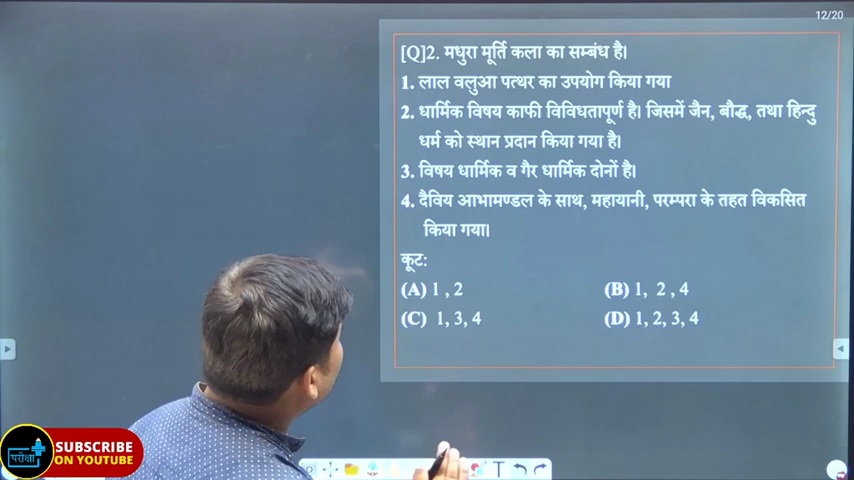 12/20
[Q]2. मधुरा मूर्ति कला का सम्बंध है।
1. लाल वलुआ पत्थर का उपयोग किया गया
2. धार्मिक विषय काफी विविधतापूर्ण है। जिसमें जैन, बौद्ध, तथा हिन्दु
धर्म को स्थान प्रदान किया गया है।
3. विषय धार्मिक व गैर धार्मिक दोनों है।
4. दैविय आभामण्डल के साथ, महायानी, परम्परा के तहत विकसित
किया गया।
कूट:
(A) 1 , 2
(B) 1, 2 , 4
(C) 1, 3, 4
(D) 1, 2, 3, 4
परीक्षा
SUBSCRIBE
ON YOUTUBE
T